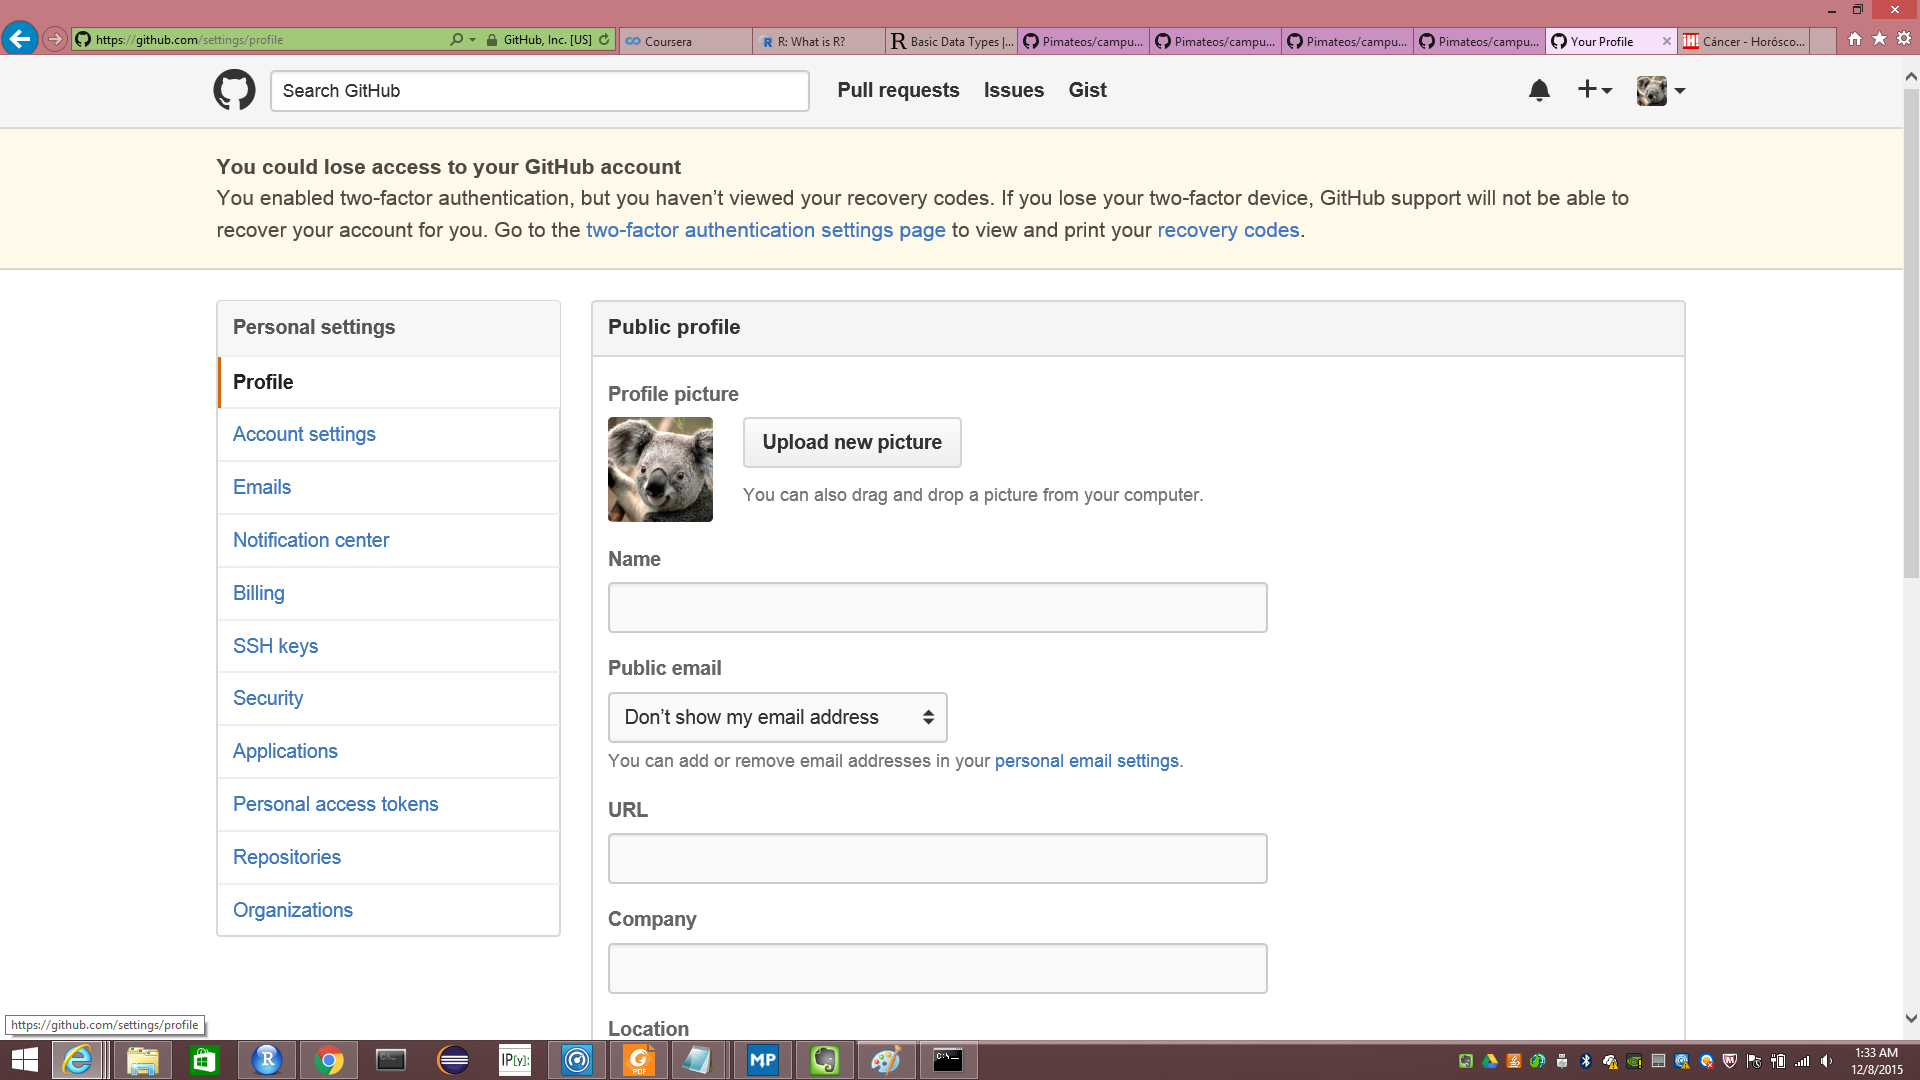 https://github.com/settings/profile
GitHub, Inc. [US]
Coursera
R: What is R?
Basic Data Types |...
Pimateos/campu...
Pimateos/campu...
Pimateos/campu...
Pimateos/campu...
Your Profile
Cáncer - Horósco...
Search GitHub
Pull requests
Issues
Gist
You could lose access to your GitHub account
You enabled two-factor authentication, but you haven’t viewed your recovery codes. If you lose your two-factor device, GitHub support will not be able to
recover your account for you. Go to the two-factor authentication settings page to view and print your recovery codes.
Personal settings
Profile
Account settings
Emails
Notification center
Billing
SSH keys
Security
Applications
Personal access tokens
Repositories
Organizations
Public profile
Profile picture
Upload new picture
You can also drag and drop a picture from your computer.
Name
Public email
Don’t show my email address
You can add or remove email addresses in your personal email settings.
URL
Company
Location
https://github.com/settings/profile
IP[y]:
PDF
MP
1:33 AM
12/8/2015